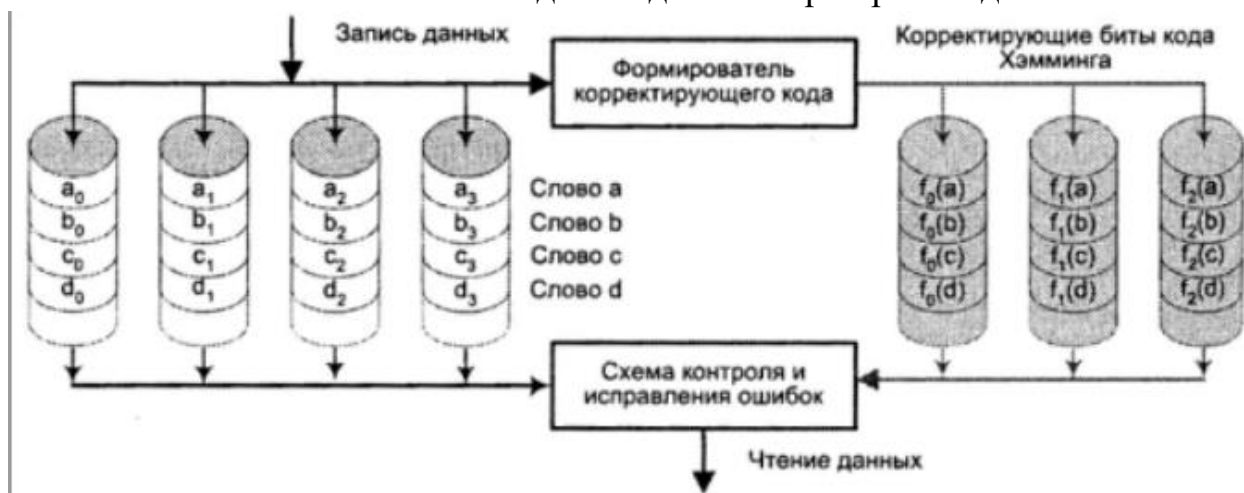 Запись данных
Формирователь
корректирующего кода
Корректирующие биты кода
Хэмминга
a₀ a₁ a₂ a₃ Слово a f₀(a) f₁(a) f₂(a)
b₀ b₁ b₂ b₃ Слово b f₀(b) f₁(b) f₂(b)
c₀ c₁ c₂ c₃ Слово c f₀(c) f₁(c) f₂(c)
d₀ d₁ d₂ d₃ Слово d f₀(d) f₁(d) f₂(d)
Схема контроля и
исправления ошибок
Чтение данных